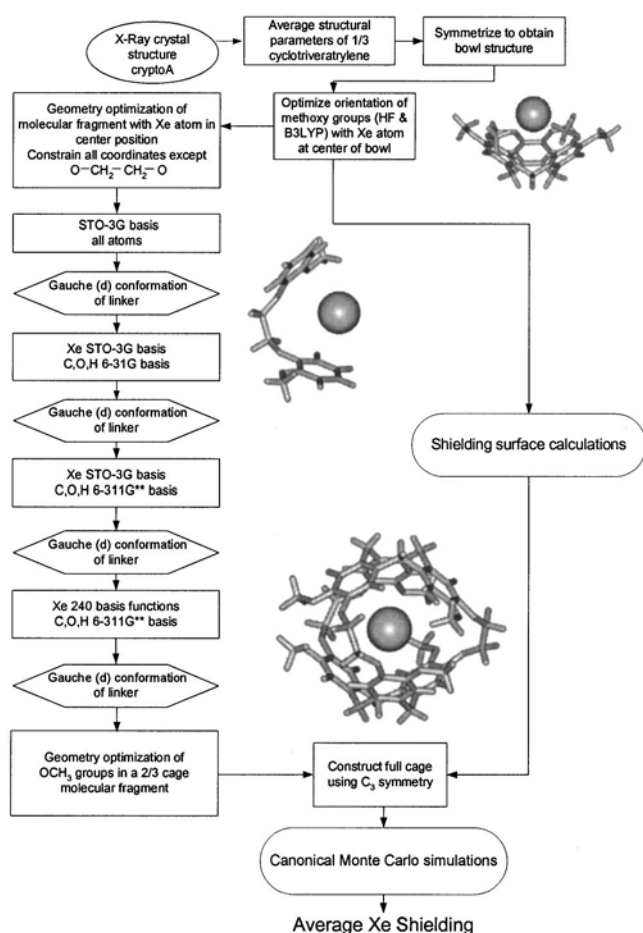 X-Ray crystal
structure
cryptoA
Average structural
parameters of 1/3
cyclotriveratrylene
Symmetrize to obtain
bowl structure
Geometry optimization of
molecular fragment with Xe atom in
center position
Constrain all coordinates except
O—CH₂—CH₂—O
Optimize orientation of
methoxy groups (HF &
B3LYP) with Xe atom
at center of bowl
STO-3G basis
all atoms
Gauche (d) conformation
of linker
Xe STO-3G basis
C,O,H 6-31G basis
Gauche (d) conformation
of linker
Shielding surface calculations
Xe STO-3G basis
C,O,H 6-311G** basis
Gauche (d) conformation
of linker
Xe 240 basis functions
C,O,H 6-311G** basis
Gauche (d) conformation
of linker
Geometry optimization of
OCH₃ groups in a 2/3 cage
molecular fragment
Construct full cage
using C₃ symmetry
Canonical Monte Carlo simulations
Average Xe Shielding